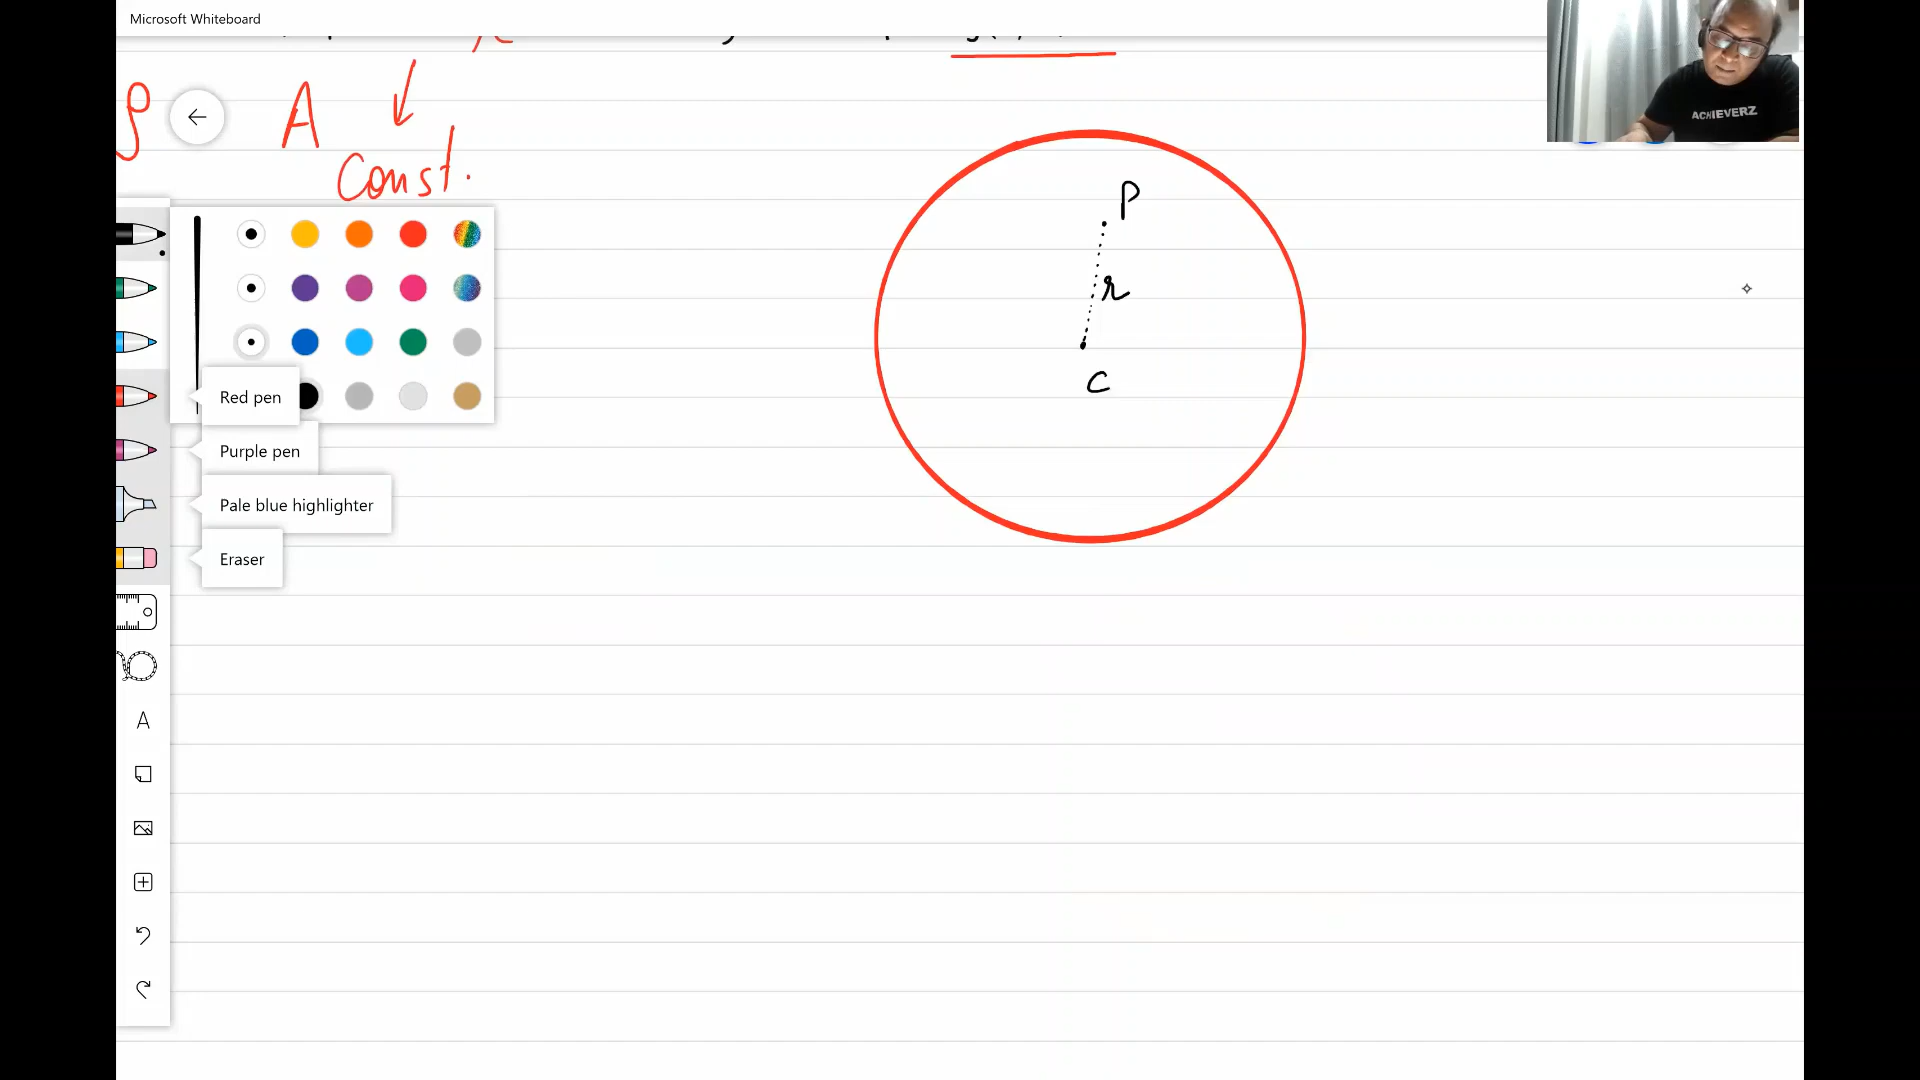 Microsoft Whiteboard
ρ A
Const.
ACHIEVERZ
P
r
C
Red pen
Purple pen
Pale blue highlighter
Eraser
A